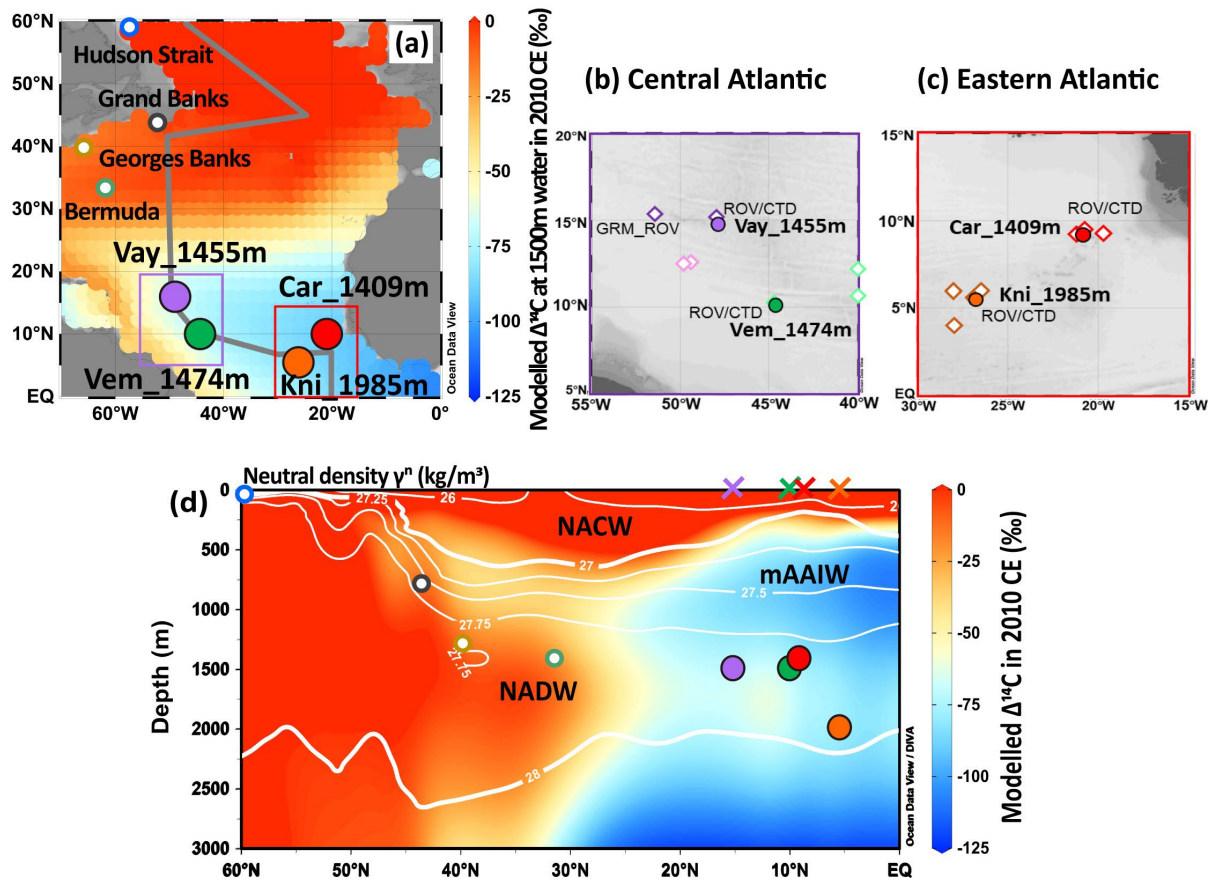 60°N
50°N
40°N
30°N
20°N
10°N
EQ
60°W
40°W
20°W
0°
(a)
Hudson Strait
Grand Banks
Georges Banks
Bermuda
Vay_1455m
Car_1409m
Vem_1474m
Kni_1985m
Ocean Data View
0
-25
-50
-75
-100
-125
Modelled Δ¹⁴C at 1500m water in 2010 CE (‰)
(b) Central Atlantic
20°N
15°N
10°N
5°N
55°W
50°W
45°W
40°W
ROV/CTD
GRM_ROV
Vay_1455m
ROV/CTD
Vem_1474m
(c) Eastern Atlantic
15°N
10°N
5°N
EQ
30°W
25°W
20°W
15°W
ROV/CTD
Car_1409m
Kni_1985m
ROV/CTD
Neutral density γⁿ (kg/m³)
(d)
0
500
1000
1500
2000
2500
3000
Depth (m)
60°N
50°N
40°N
30°N
20°N
10°N
EQ
27.25
26
NACW
27
mAAIW
27.5
27.75
27.75
NADW
28
Ocean Data View / DIVA
0
-25
-50
-75
-100
-125
Modelled Δ¹⁴C in 2010 CE (‰)